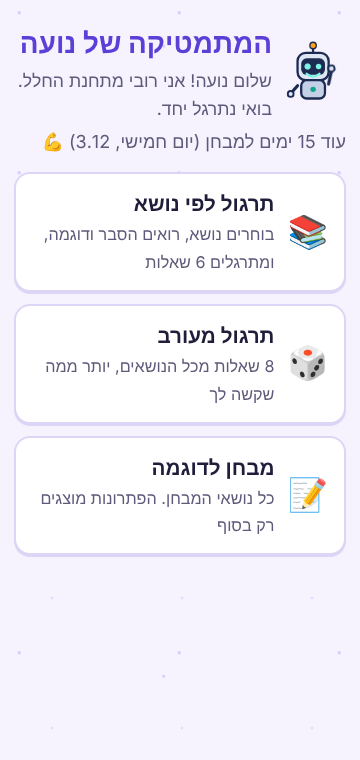 המתמטיקה של נועה
שלום נועה! אני רובי מתחנת החלל.
בואי נתרגל יחד.
עוד 15 ימים למבחן (יום חמישי, 3.12) 💪
תרגול לפי נושא
בוחרים נושא, רואים הסבר ודוגמה,
ומתרגלים 6 שאלות
תרגול מעורב
8 שאלות מכל הנושאים, יותר ממה
שקשה לך
מבחן לדוגמה
כל נושאי המבחן. הפתרונות מוצגים
רק בסוף